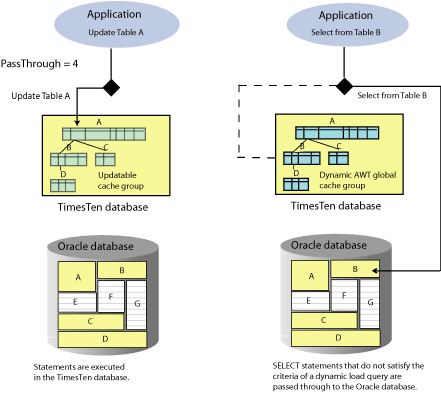 Application
Update Table A
PassThrough = 4
Update Table A
A
B
C
D
Updatable
cache group
TimesTen database
Oracle database
A
B
E
F
G
C
D
Statements are executed
in the TimesTen database.
Application
Select from Table B
Select from Table B
A
B
C
D
Dynamic AWT global
cache group
TimesTen database
Oracle database
A
B
E
F
G
C
D
SELECT statements that do not satisfy the
criteria of a dynamic load query are
passed through to the Oracle database.